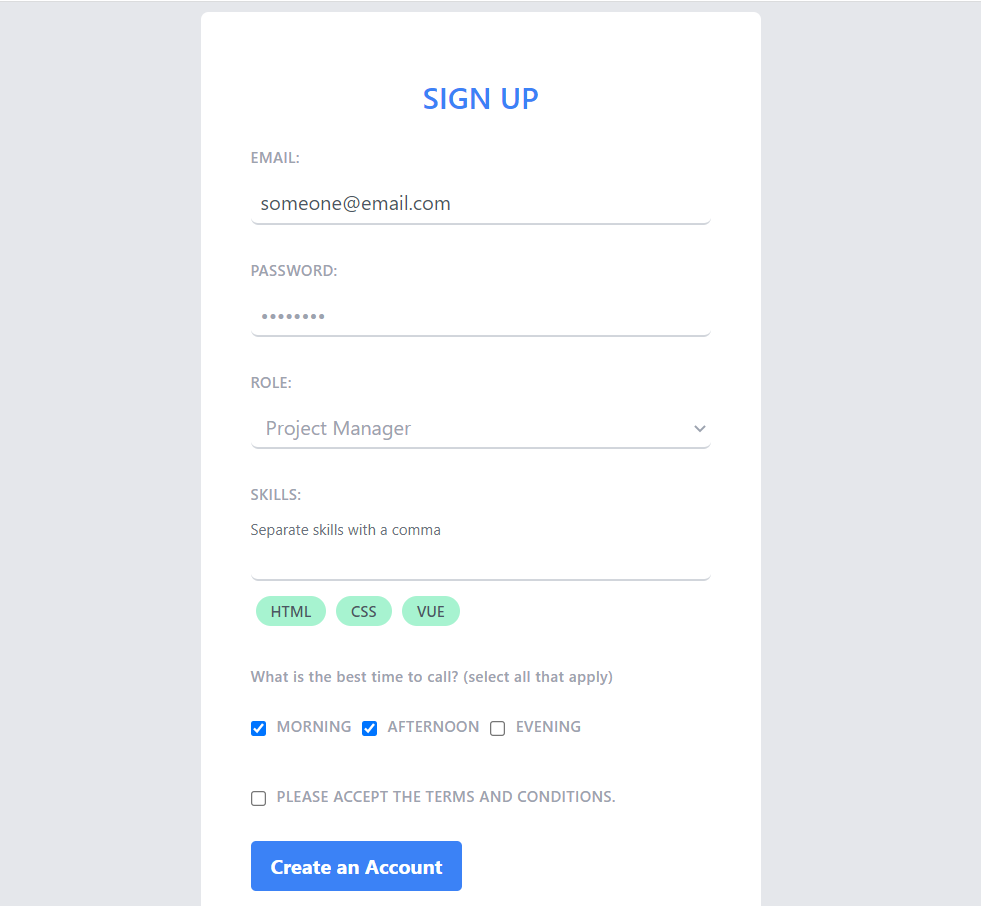 SIGN UP
EMAIL:
someone@email.com
PASSWORD:
••••••••
ROLE:
Project Manager
SKILLS:
Separate skills with a comma
HTML CSS VUE
What is the best time to call? (select all that apply)
MORNING AFTERNOON EVENING
PLEASE ACCEPT THE TERMS AND CONDITIONS.
Create an Account